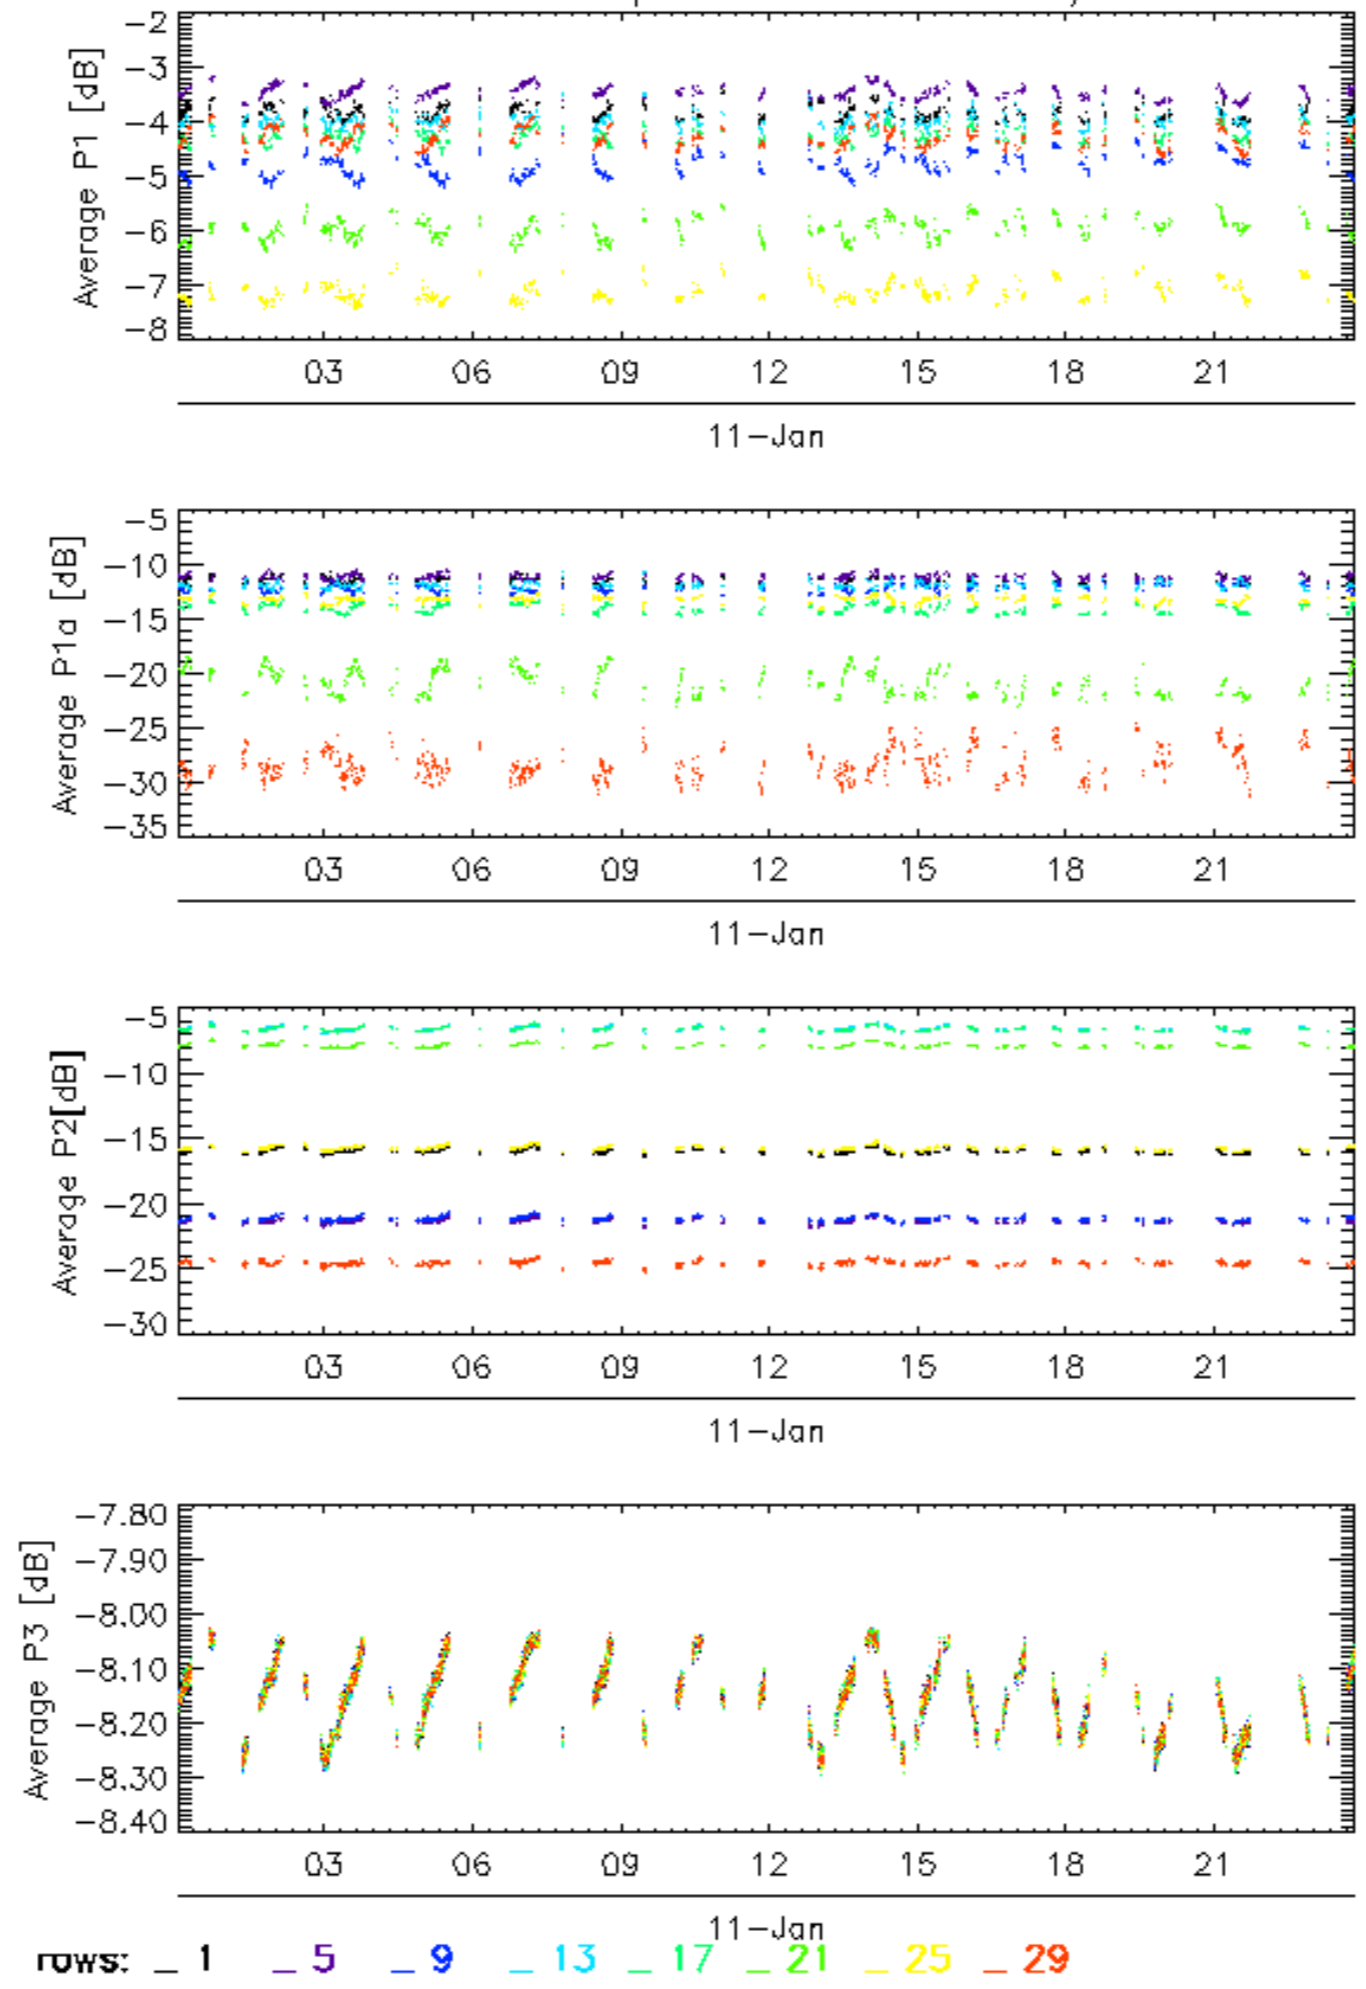 Average P1 [dB]
-2
-3
-4
-5
-6
-7
-8
03 06 09 12 15 18 21
11-Jan
Average P1a [dB]
-5
-10
-15
-20
-25
-30
-35
03 06 09 12 15 18 21
11-Jan
Average P2[dB]
-5
-10
-15
-20
-25
-30
03 06 09 12 15 18 21
11-Jan
Average P3 [dB]
-7.80
-7.90
-8.00
-8.10
-8.20
-8.30
-8.40
03 06 09 12 15 18 21
11-Jan
rows: _ 1 _ 5 _ 9 _ 13 _ 17 _ 21 _ 25 _ 29